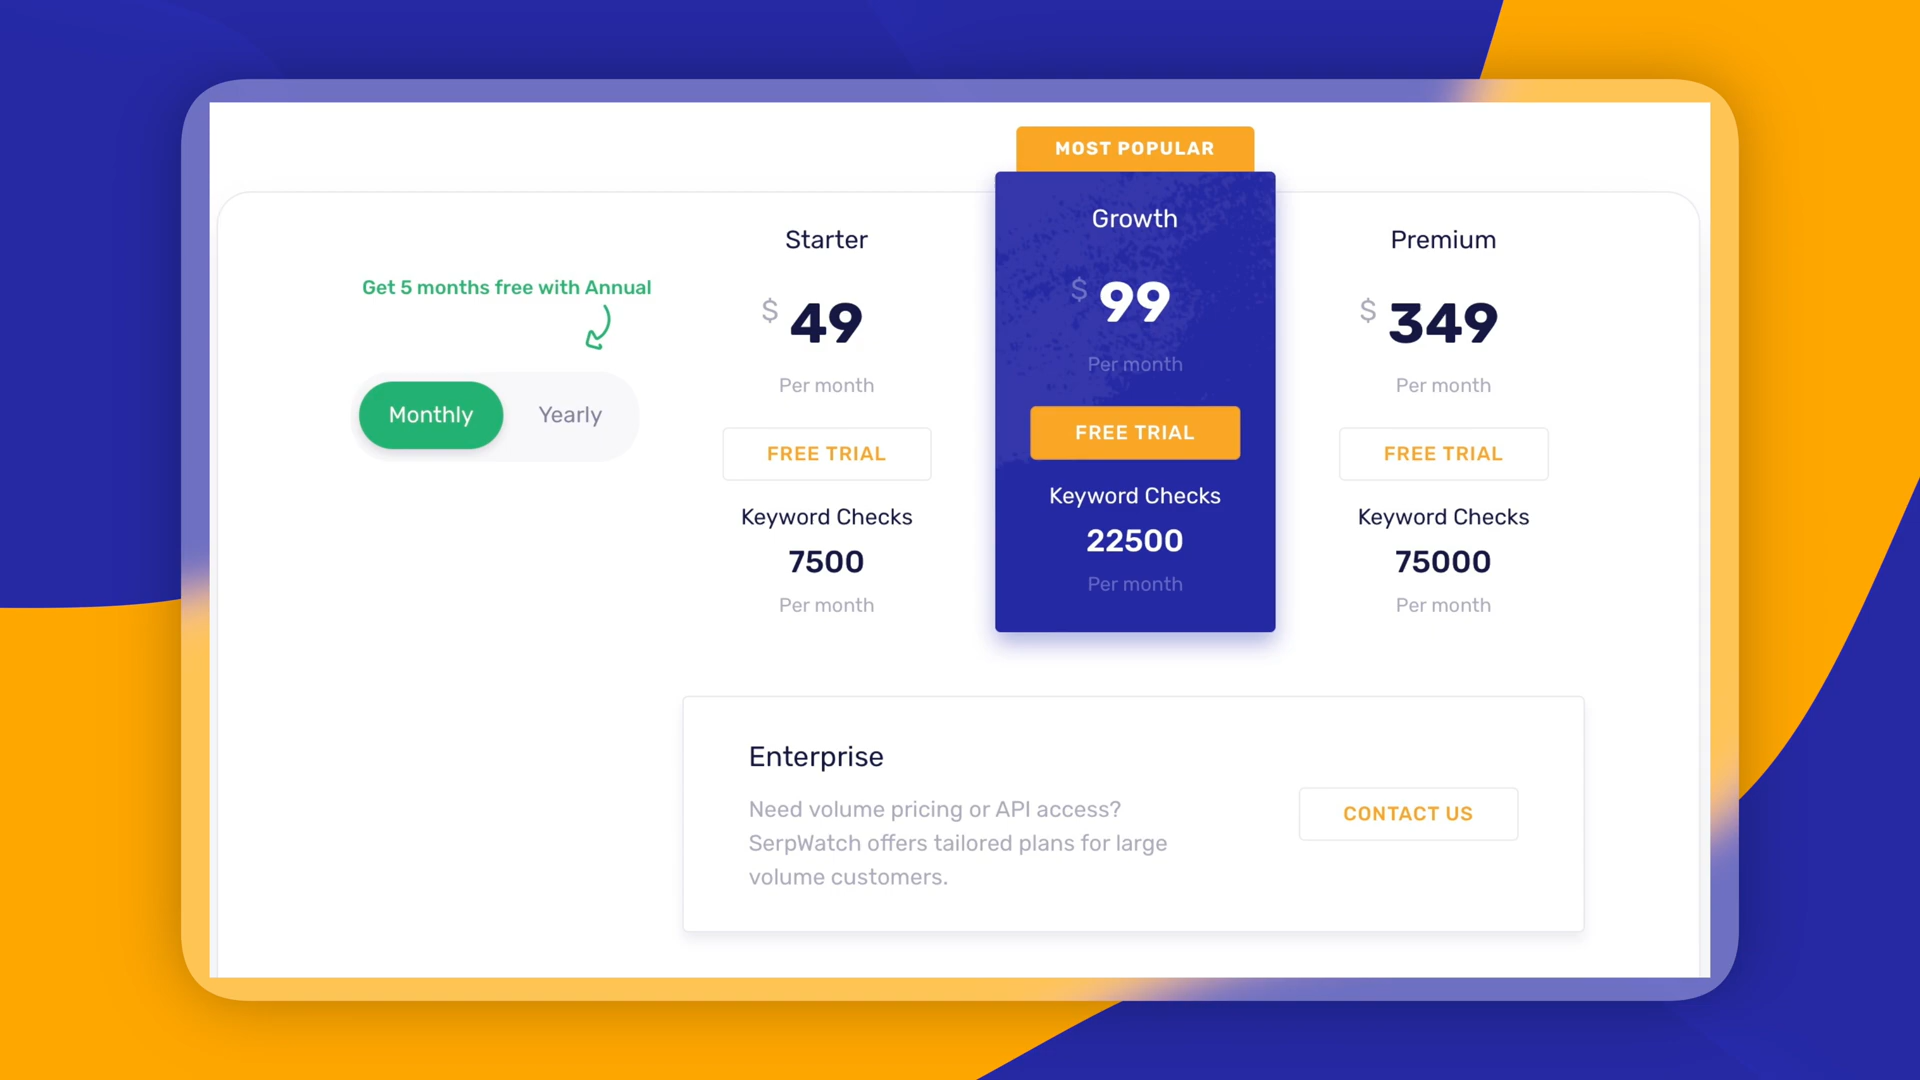 MOST POPULAR
Get 5 months free with Annual
Monthly
Yearly
Starter
$ 49
Per month
FREE TRIAL
Keyword Checks
7500
Per month
Growth
$ 99
Per month
FREE TRIAL
Keyword Checks
22500
Per month
Premium
$ 349
Per month
FREE TRIAL
Keyword Checks
75000
Per month
Enterprise
Need volume pricing or API access?
SerpWatch offers tailored plans for large
volume customers.
CONTACT US